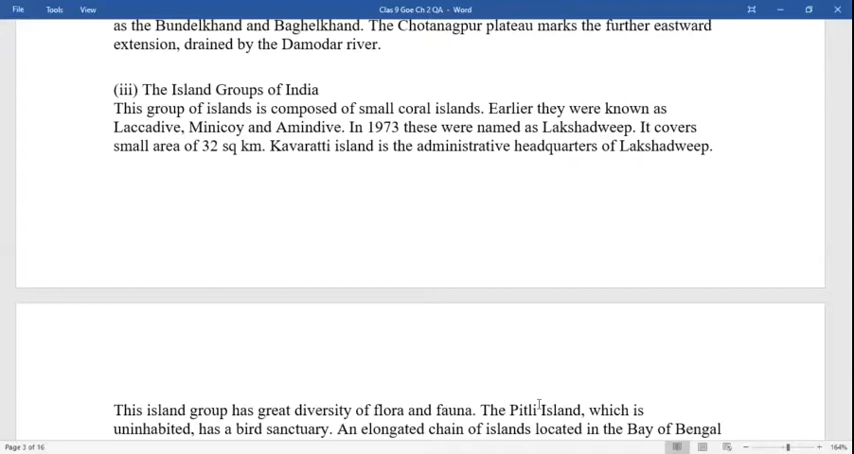 File Tools View Clas 9 Goe Ch 2 QA - Word
as the Bundelkhand and Baghelkhand. The Chotanagpur plateau marks the further eastward
extension, drained by the Damodar river.
(iii) The Island Groups of India
This group of islands is composed of small coral islands. Earlier they were known as
Laccadive, Minicoy and Amindive. In 1973 these were named as Lakshadweep. It covers
small area of 32 sq km. Kavaratti island is the administrative headquarters of Lakshadweep.
This island group has great diversity of flora and fauna. The Pitli Island, which is
uninhabited, has a bird sanctuary. An elongated chain of islands located in the Bay of Bengal
Page 3 of 16 164%